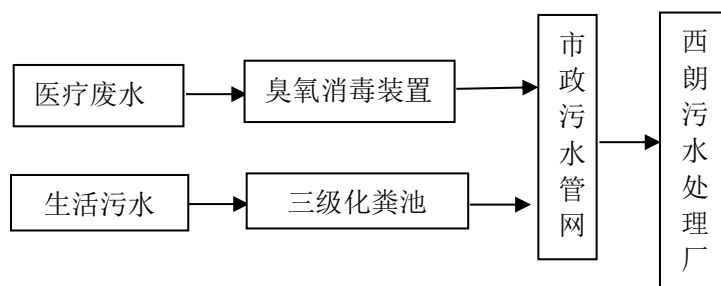 医疗废水
臭氧消毒装置
生活污水
三级化粪池
市政污水管网
西朗污水处理厂